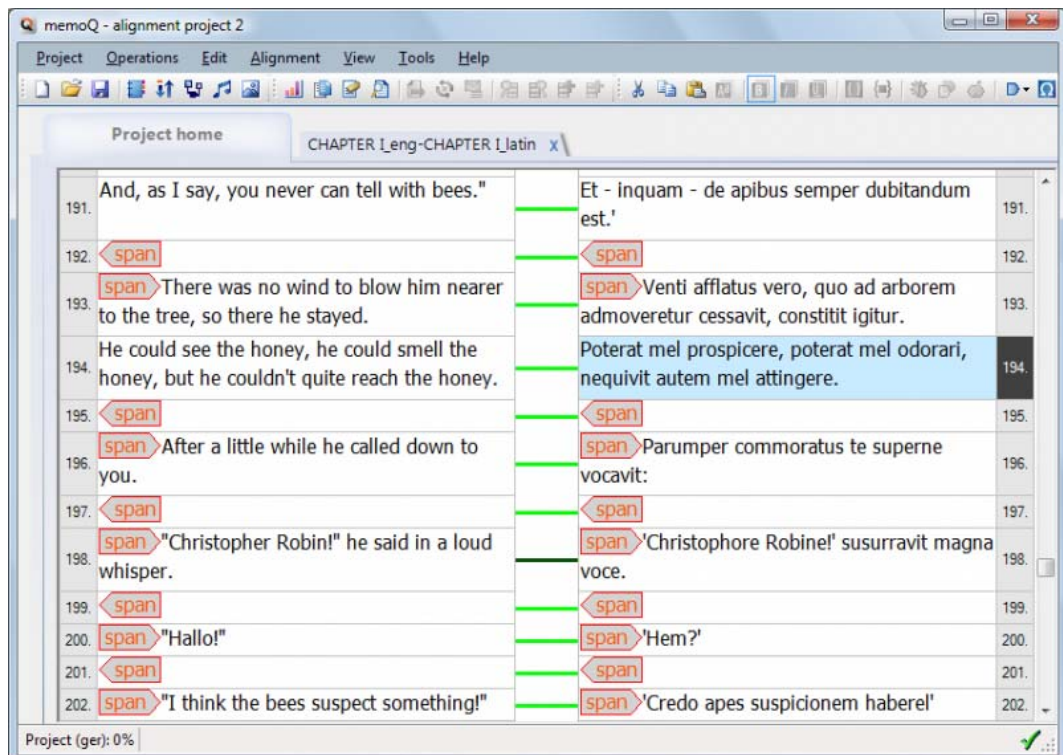 memoQ - alignment project 2
Project Operations Edit Alignment View Tools Help
Project home
CHAPTER I_eng-CHAPTER I_latin x
191. And, as I say, you never can tell with bees." Et - inquam - de apibus semper dubitandum 191.
est.'
192. span span 192.
193. span There was no wind to blow him nearer span Venti afflatus vero, quo ad arborem 193.
to the tree, so there he stayed. admoveretur cessavit, constitit igitur.
194. He could see the honey, he could smell the Poterat mel prospicere, poterat mel odorari, 194.
honey, but he couldn't quite reach the honey. nequivit autem mel attingere.
195. span span 195.
196. span After a little while he called down to span Parumper commoratus te superne 196.
you. vocavit:
197. span span 197.
198. span "Christopher Robin!" he said in a loud span 'Christophore Robine!' susurravit magna 198.
whisper. voce.
199. span span 199.
200. span "Hallo!" span 'Hem?' 200.
201. span span 201.
202. span "I think the bees suspect something!" span 'Credo apes suspicionem habere!' 202.
Project (ger): 0%